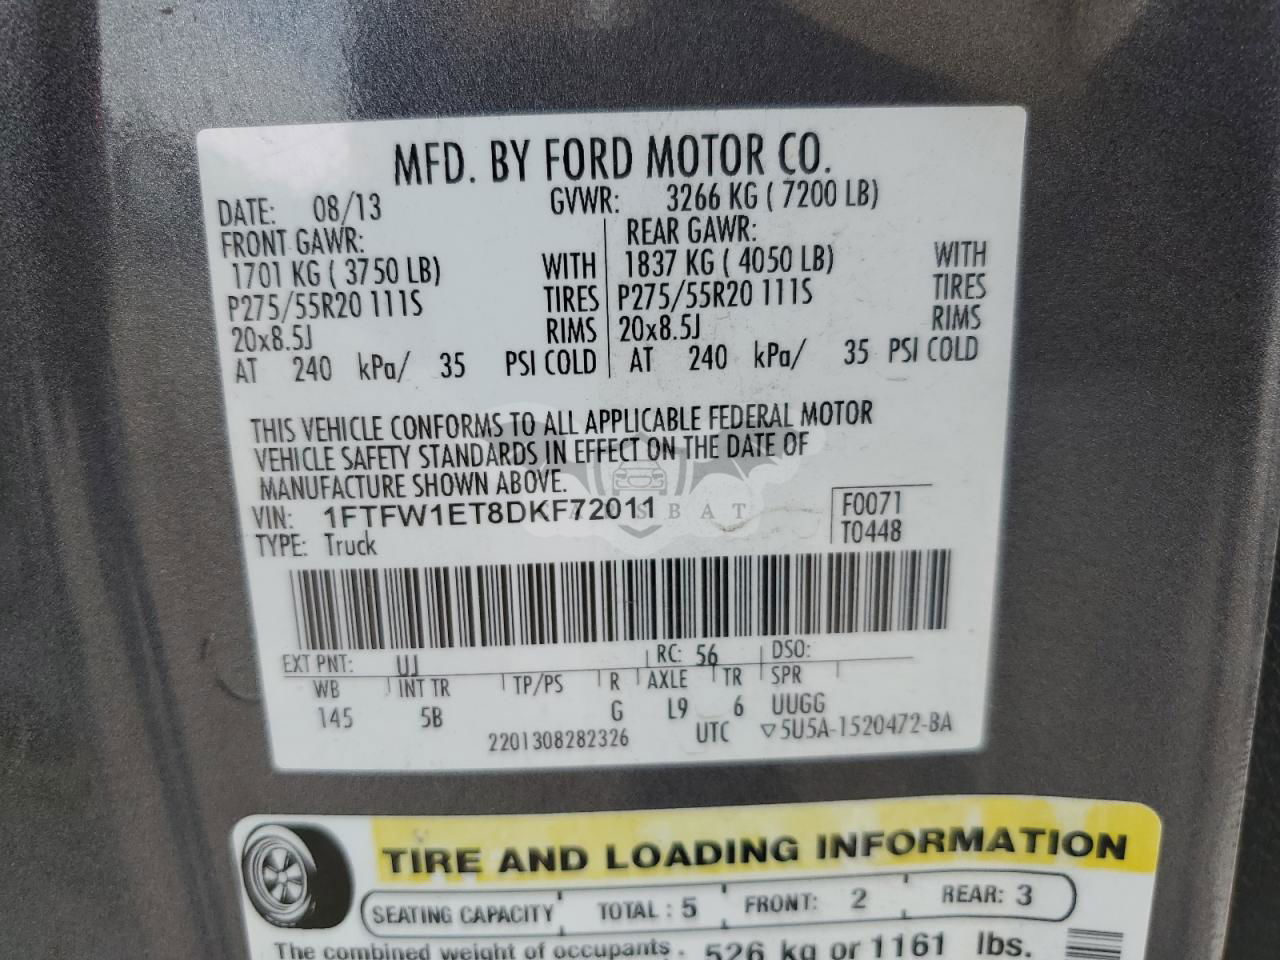 MFD. BY FORD MOTOR CO.
DATE: 08/13 GVWR: 3266 KG ( 7200 LB)
FRONT GAWR: REAR GAWR:
1701 KG ( 3750 LB) WITH 1837 KG ( 4050 LB) WITH
P275/55R20 111S TIRES P275/55R20 111S TIRES
20x8.5J RIMS 20x8.5J RIMS
AT 240 kPa/ 35 PSI COLD AT 240 kPa/ 35 PSI COLD
THIS VEHICLE CONFORMS TO ALL APPLICABLE FEDERAL MOTOR
VEHICLE SAFETY STANDARDS IN EFFECT ON THE DATE OF
MANUFACTURE SHOWN ABOVE.
VIN: 1FTFW1ET8DKF72011 F0071
TYPE: Truck T0448
EXT PNT: UJ RC: 56 DSO:
WB INT TR TP/PS R AXLE TR SPR
145 5B G L9 6 UUGG
2201308282326 UTC ▽5U5A-1520472-BA
TIRE AND LOADING INFORMATION
SEATING CAPACITY TOTAL : 5 FRONT: 2 REAR: 3
The combined weight of occupants 526 kg or 1161 lbs.